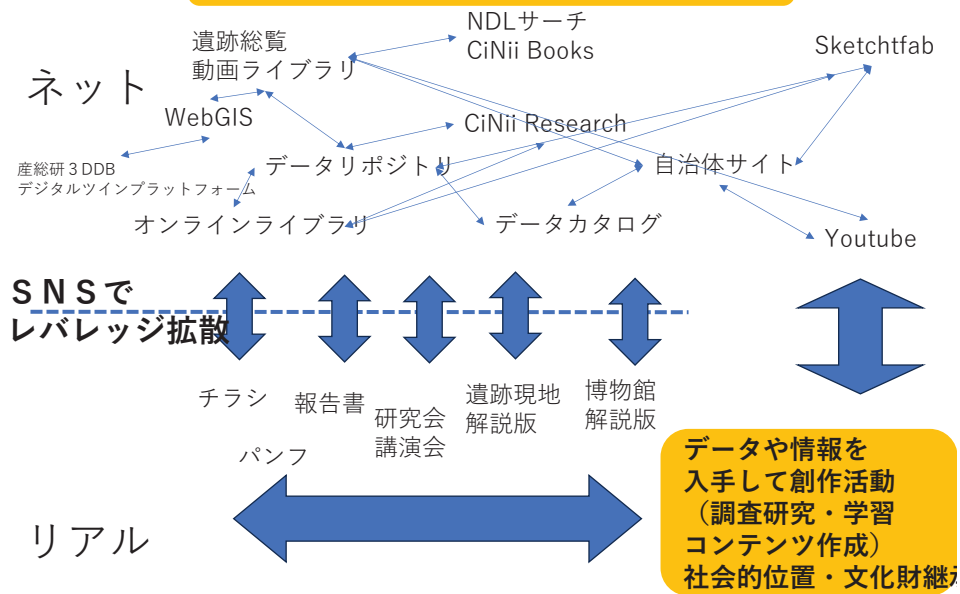 NDLサーチ
CiNii Books
遺跡総覧
動画ライブラリ
Sketchtfab
ネット
WebGIS
CiNii Research
産総研３DDB
デジタルツインプラットフォーム
データリポジトリ
自治体サイト
オンラインライブラリ
データカタログ
Youtube
ＳＮＳで
レバレッジ拡散
チラシ
報告書
研究会
講演会
遺跡現地
解説版
博物館
解説版
パンフ
データや情報を
入手して創作活動
（調査研究・学習
コンテンツ作成）
社会的位置・文化財継承
リアル